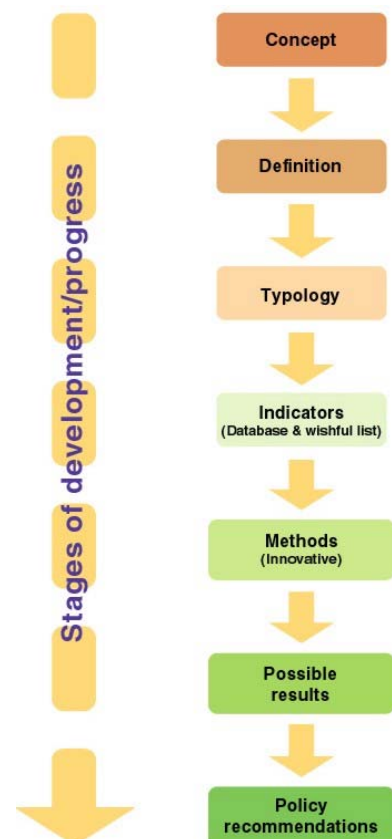 Stages of development/progress
Concept
Definition
Typology
Indicators
(Database & wishful list)
Methods
(Innovative)
Possible
results
Policy
recommendations